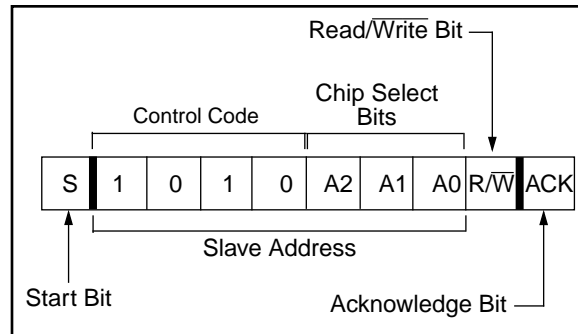 Read/Write Bit
Chip Select
Bits
Control Code
S 1 0 1 0 A2 A1 A0 R/W ACK
Slave Address
Start Bit
Acknowledge Bit